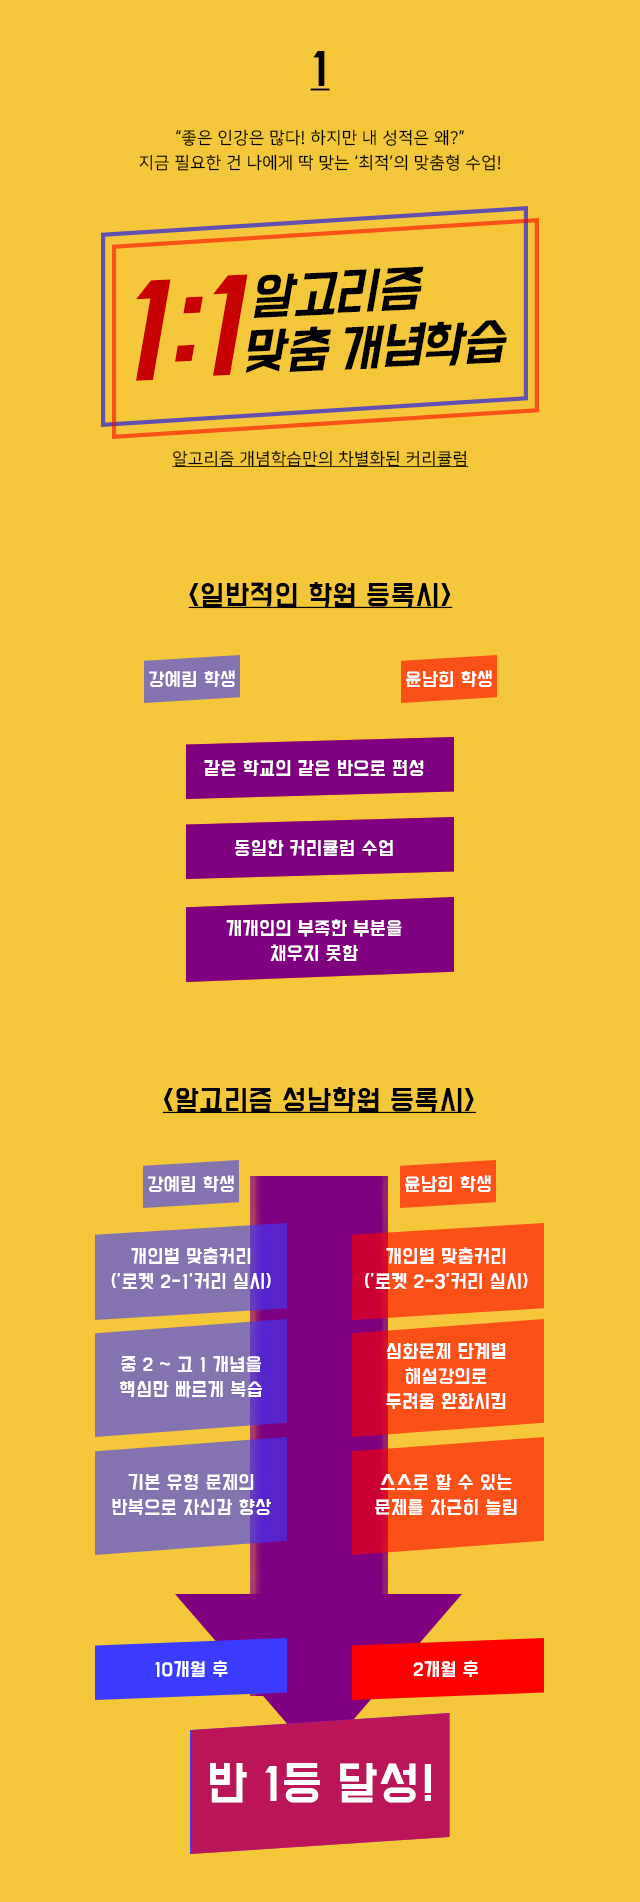 1
“좋은 인강은 많다! 하지만 내 성적은 왜?”
지금 필요한 건 나에게 딱 맞는 ‘최적’의 맞춤형 수업!
1:1 알고리즘
맞춤 개념학습
알고리즘 개념학습만의 차별화된 커리큘럼
<일반적인 학원 등록시>
강예림 학생
윤남희 학생
같은 학교의 같은 반으로 편성
동일한 커리큘럼 수업
개개인의 부족한 부분을
채우지 못함
<알고리즘 성남학원 등록시>
강예림 학생
윤남희 학생
개인별 맞춤커리
('로켓 2-1'커리 실시)
개인별 맞춤커리
('로켓 2-3'커리 실시)
중 2 ~ 고 1 개념을
핵심만 빠르게 복습
심화문제 단계별
해설강의로
두려움 완화시킴
기본 유형 문제의
반복으로 자신감 향상
스스로 할 수 있는
문제를 차근히 늘림
10개월 후
2개월 후
반 1등 달성!